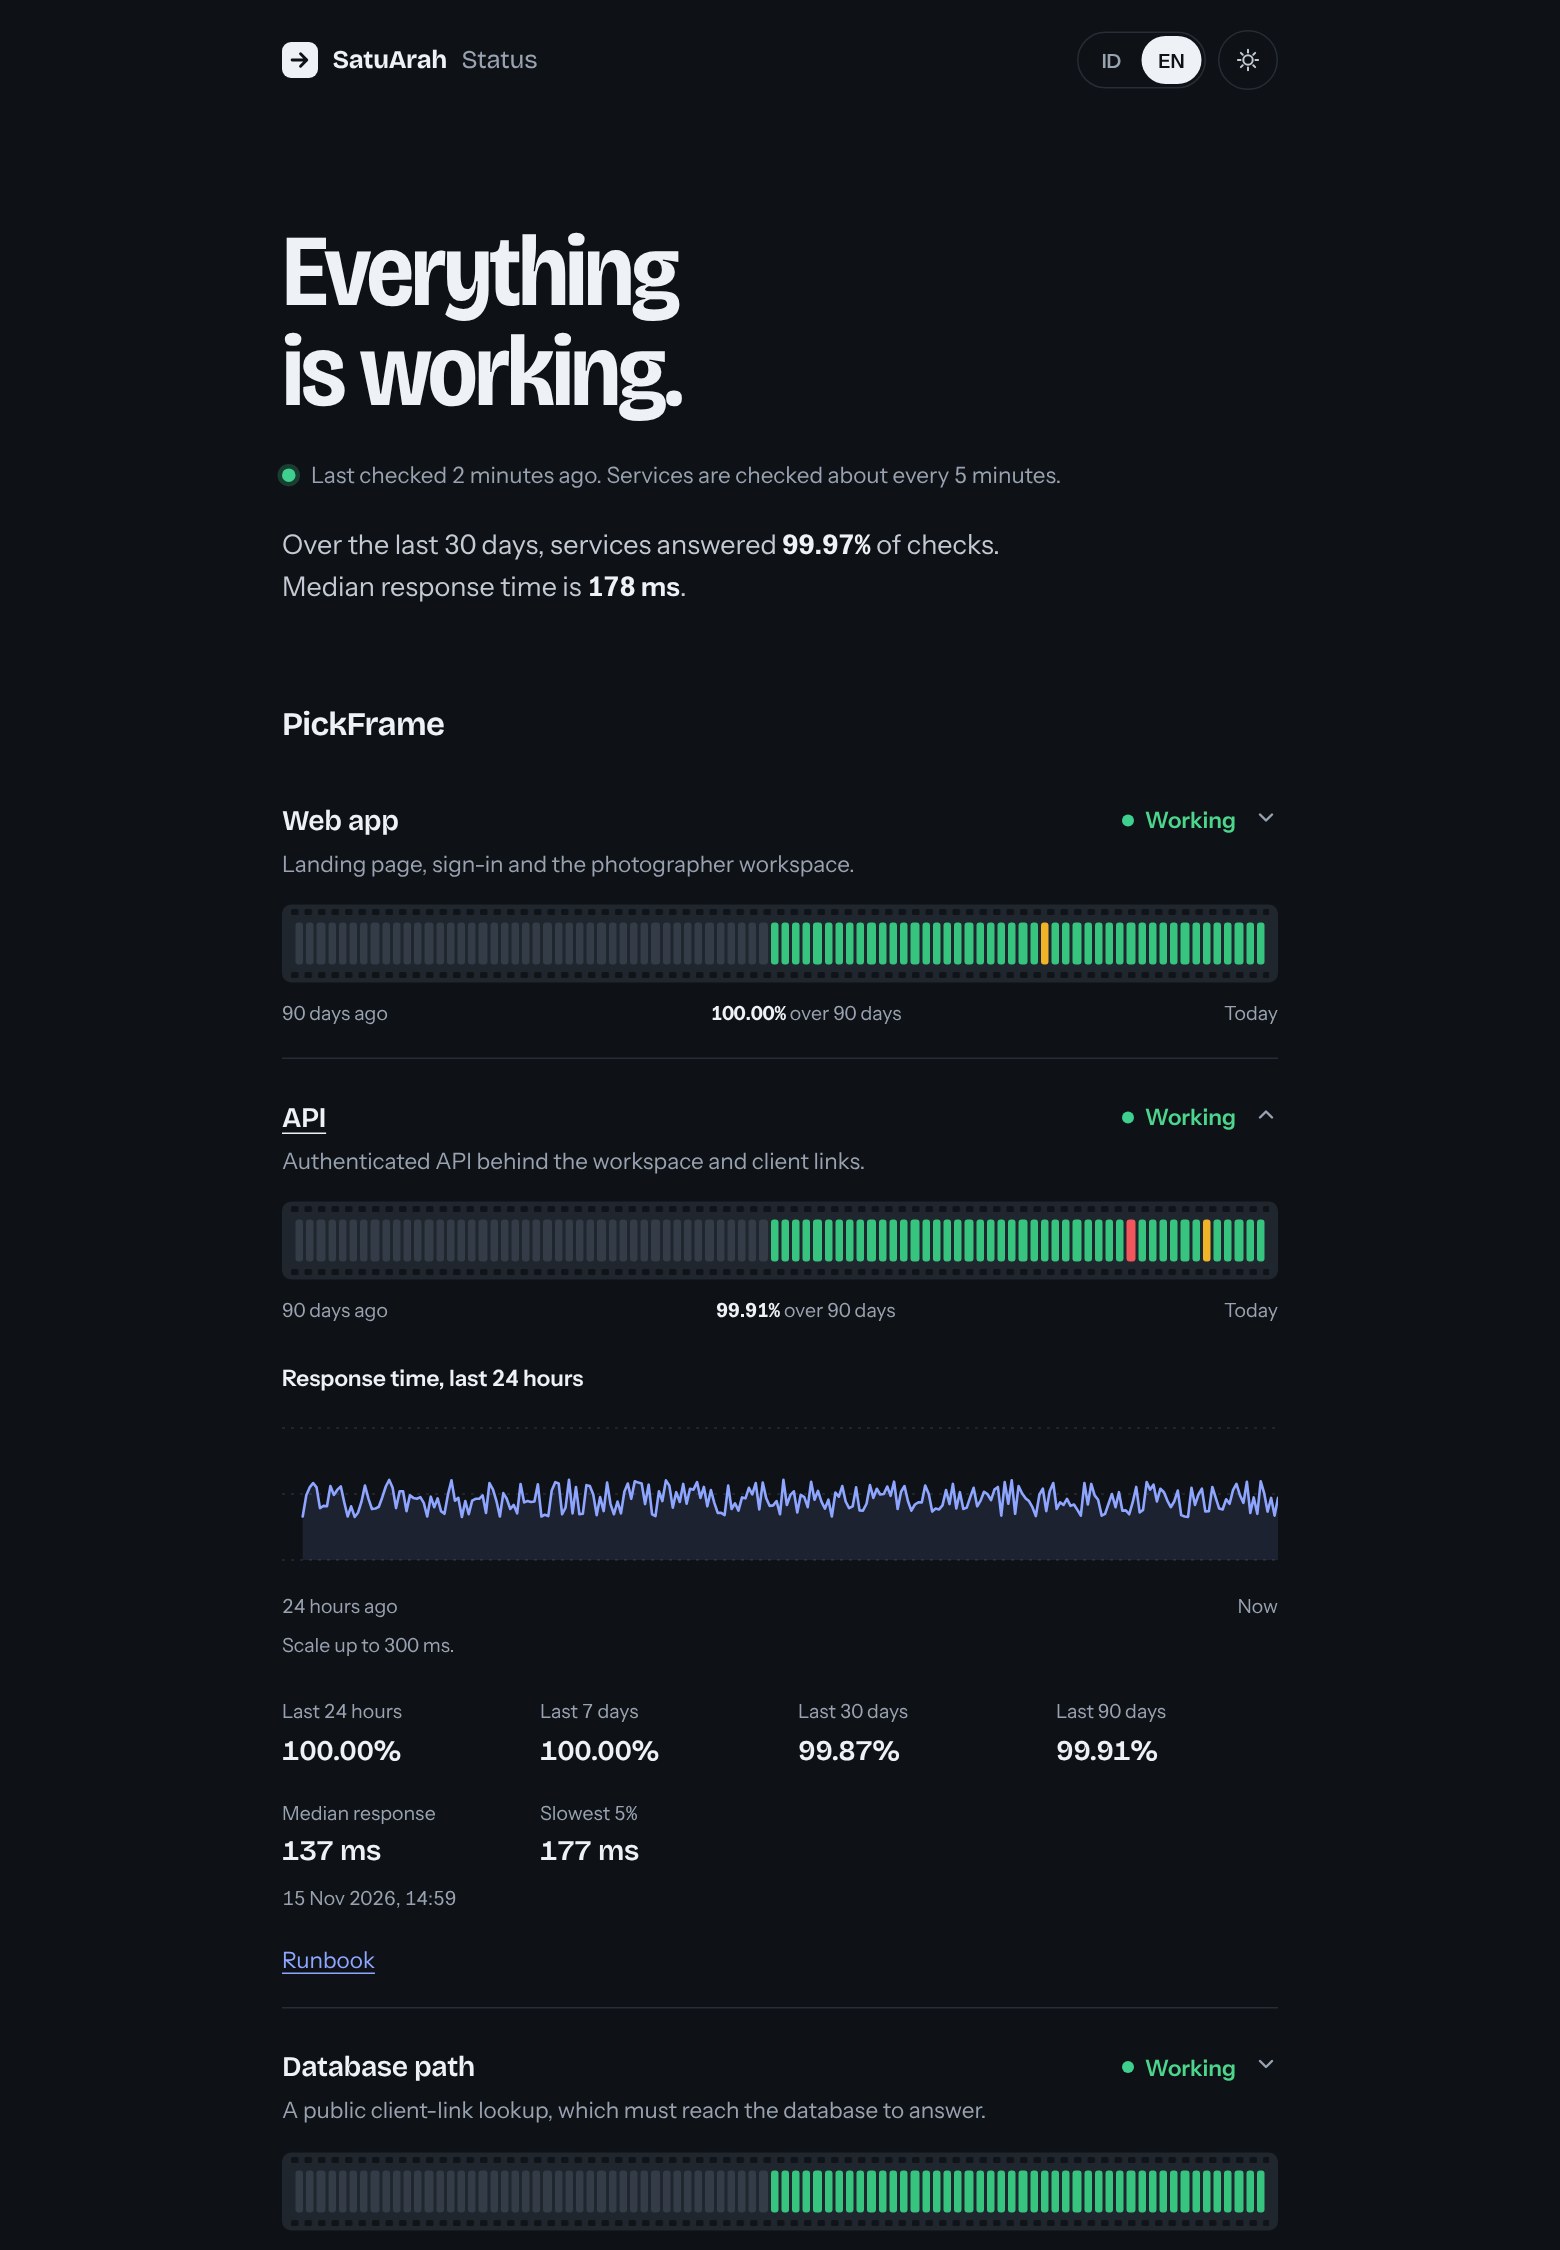 SatuArah Status
ID EN
Everything
is working.
Last checked 2 minutes ago. Services are checked about every 5 minutes.
Over the last 30 days, services answered 99.97% of checks.
Median response time is 178 ms.
PickFrame
Web app Working
Landing page, sign-in and the photographer workspace.
90 days ago 100.00% over 90 days Today
API Working
Authenticated API behind the workspace and client links.
90 days ago 99.91% over 90 days Today
Response time, last 24 hours
24 hours ago Now
Scale up to 300 ms.
Last 24 hours Last 7 days Last 30 days Last 90 days
100.00% 100.00% 99.87% 99.91%
Median response Slowest 5%
137 ms 177 ms
15 Nov 2026, 14:59
Runbook
Database path Working
A public client-link lookup, which must reach the database to answer.